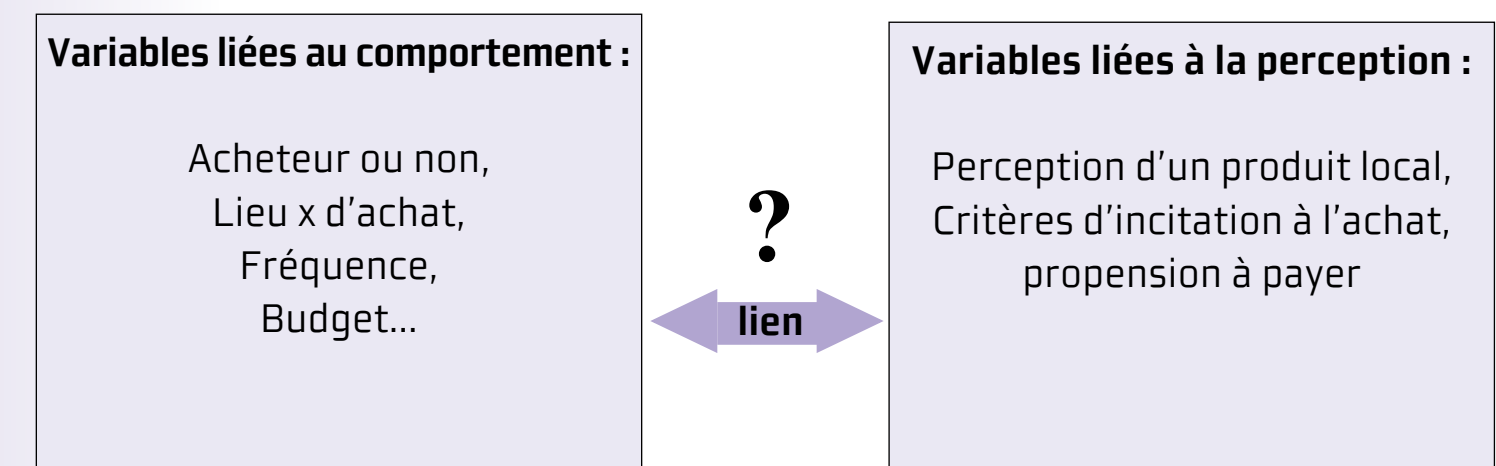 Variables liées au comportement :
Acheteur ou non,
Lieu x d’achat,
Fréquence,
Budget...
?
lien
Variables liées à la perception :
Perception d’un produit local,
Critères d’incitation à l’achat,
propension à payer